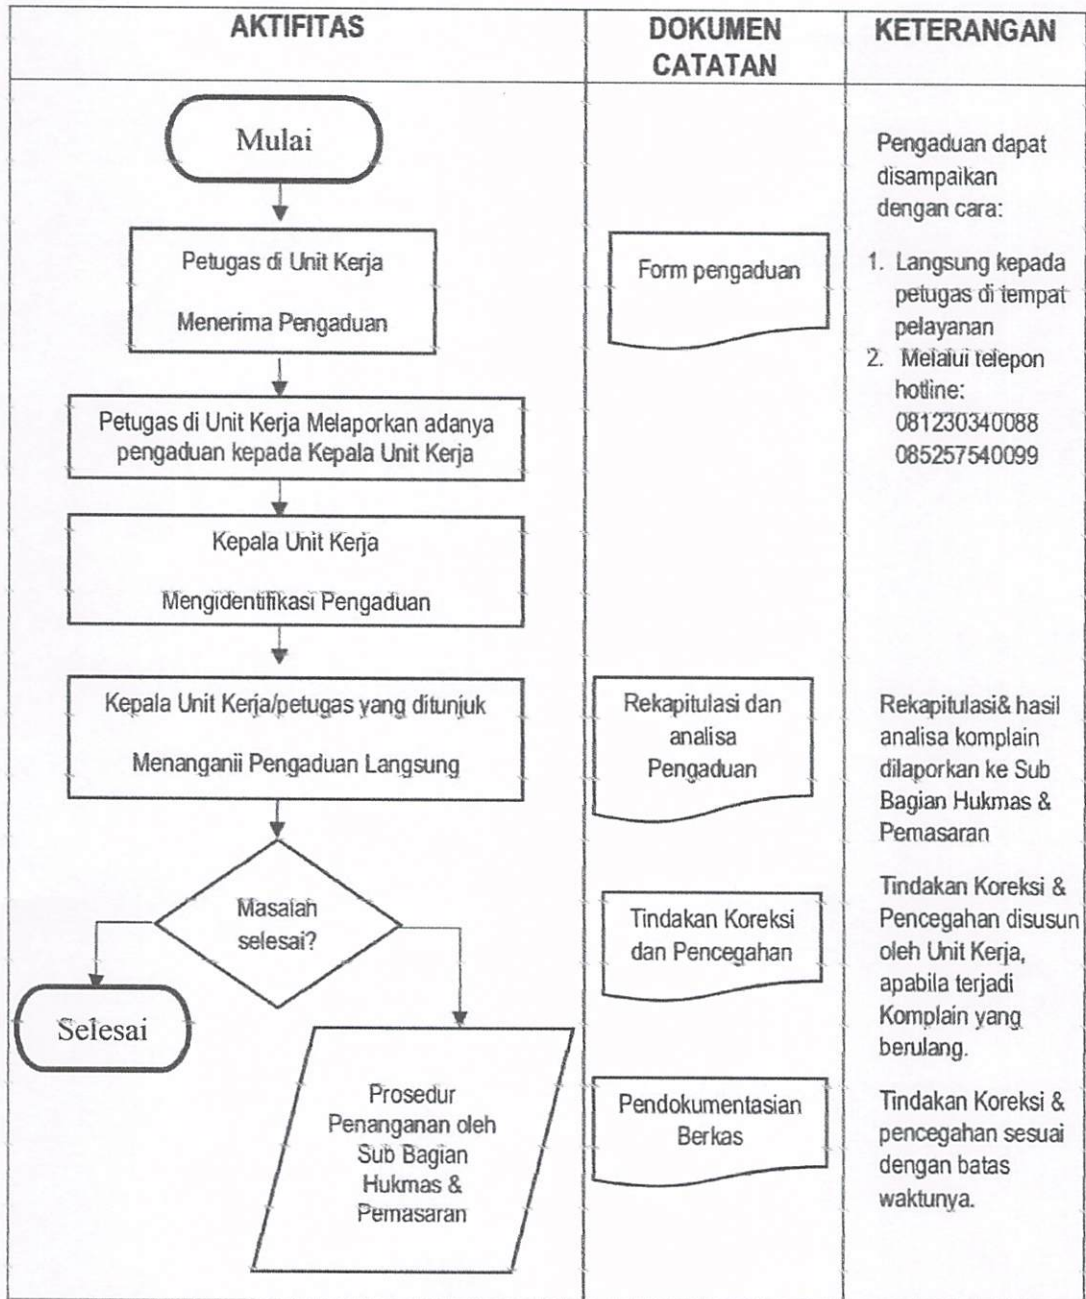 AKTIFITAS
DOKUMEN
CATATAN
KETERANGAN
Mulai
Petugas di Unit Kerja
Menerima Pengaduan
Petugas di Unit Kerja Melaporkan adanya
pengaduan kepada Kepala Unit Kerja
Kepala Unit Kerja
Mengidentifikasi Pengaduan
Kepala Unit Kerja/petugas yang ditunjuk
Menanganii Pengaduan Langsung
Masalah
selesai?
Selesai
Prosedur
Penanganan oleh
Sub Bagian
Hukmas &
Pemasaran
Form pengaduan
Rekapitulasi dan
analisa
Pengaduan
Tindakan Koreksi
dan Pencegahan
Pendokumentasian
Berkas
Pengaduan dapat
disampaikan
dengan cara:
1. Langsung kepada
petugas di tempat
pelayanan
2. Melalui telepon
hotline:
081230340088
085257540099
Rekapitulasi& hasil
analisa komplain
dilaporkan ke Sub
Bagian Hukmas &
Pemasaran
Tindakan Koreksi &
Pencegahan disusun
oleh Unit Kerja,
apabila terjadi
Komplain yang
berulang.
Tindakan Koreksi &
pencegahan sesuai
dengan batas
waktunya.